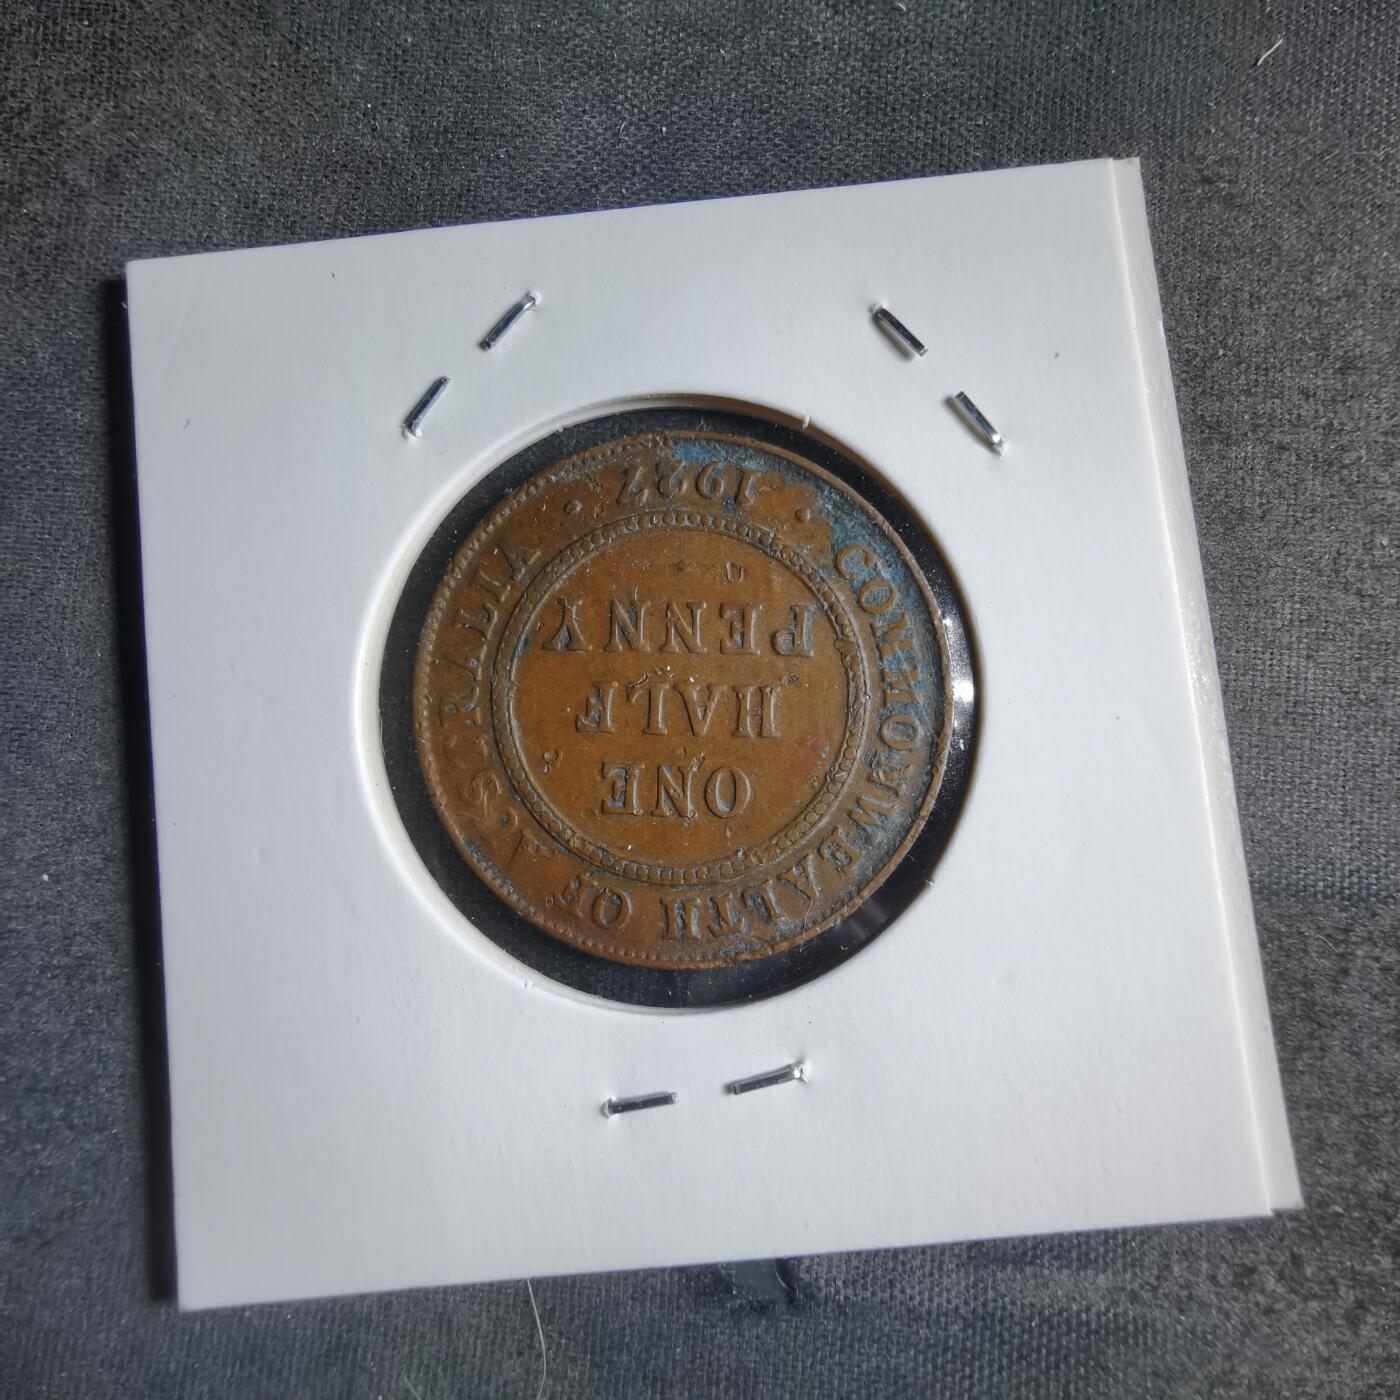 COMMONWEALTH OF AUSTRALIA
ONE
HALF
PENNY
· 1927 ·